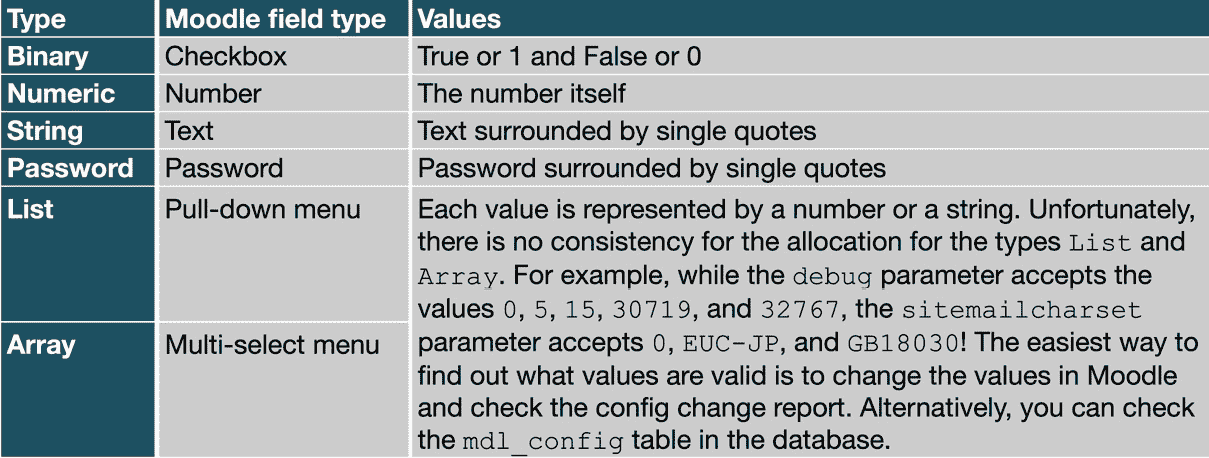 Type Moodle field type Values
Binary Checkbox True or 1 and False or 0
Numeric Number The number itself
String Text Text surrounded by single quotes
Password Password Password surrounded by single quotes
List Pull-down menu Each value is represented by a number or a string. Unfortunately,
there is no consistency for the allocation for the types List and
Array. For example, while the debug parameter accepts the
values 0, 5, 15, 30719, and 32767, the sitemailcharset
Array Multi-select menu parameter accepts 0, EUC-JP, and GB18030! The easiest way to
find out what values are valid is to change the values in Moodle
and check the config change report. Alternatively, you can check
the mdl_config table in the database.